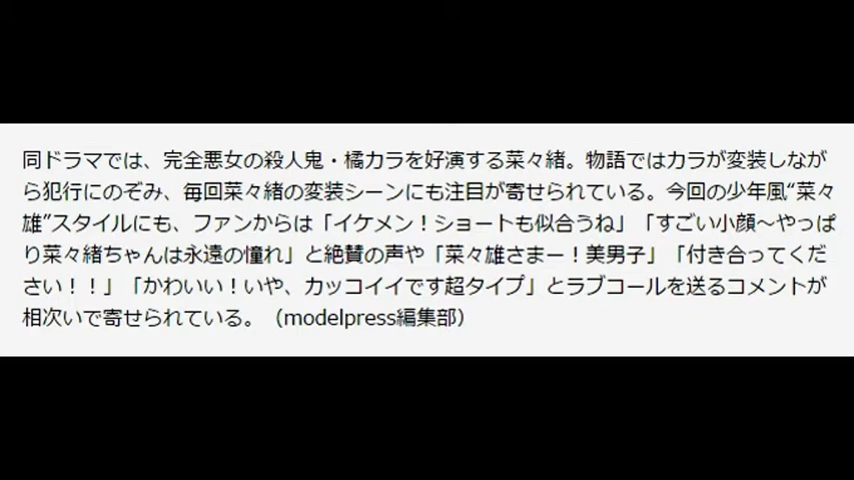 同ドラマでは、完全悪女の殺人鬼・橘カラを好演する菜々緒。物語ではカラが変装しなが
ら犯行にのぞみ、毎回菜々緒の変装シーンにも注目が寄せられている。今回の少年風“菜々
雄”スタイルにも、ファンからは「イケメン！ショートも似合うね」「すごい小顔〜やっぱ
り菜々緒ちゃんは永遠の憧れ」と絶賛の声や「菜々雄さまー！美男子」「付き合ってくだ
さい！！」「かわいい！いや、カッコイイです超タイプ」とラブコールを送るコメントが
相次いで寄せられている。（modelpress編集部）